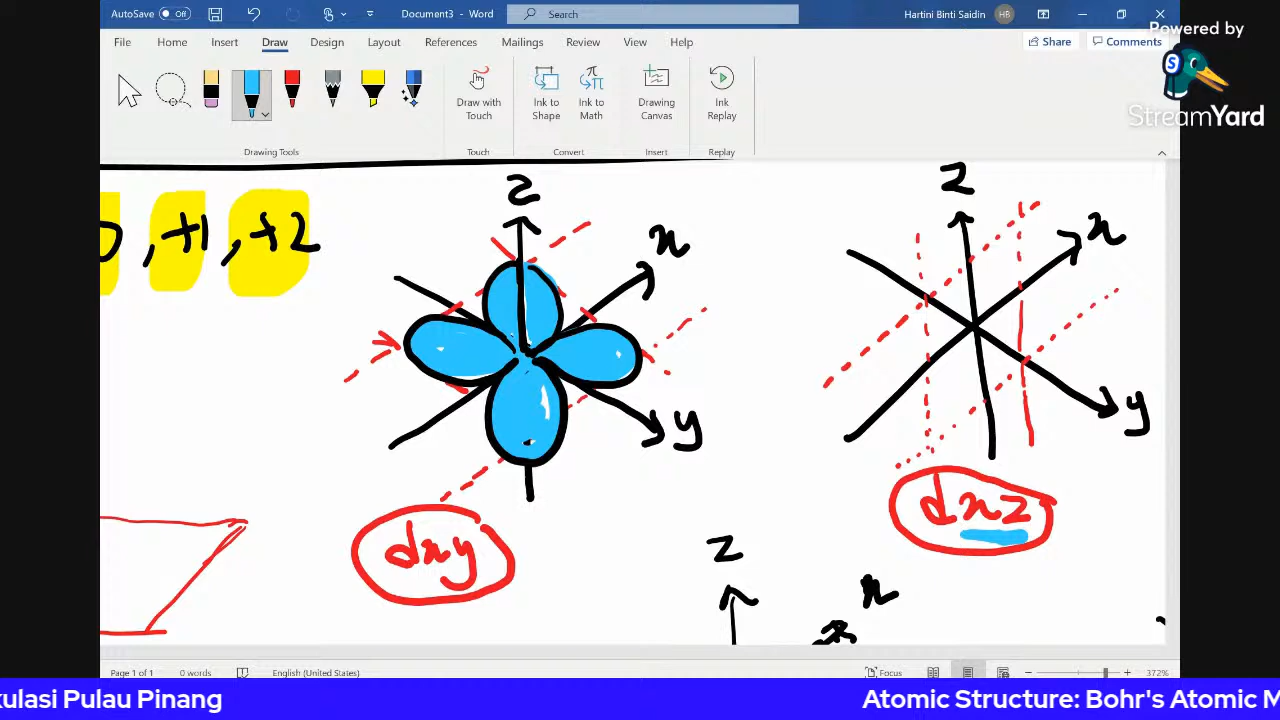 AutoSave Off Document3 - Word Search Hartini Binti Saidin HB
Powered by
StreamYard
File Home Insert Draw Design Layout References Mailings Review View Help Share Comments
Draw with Touch
Ink to Shape
Ink to Math
Drawing Canvas
Ink Replay
Drawing Tools Touch Convert Insert Replay
0, +1, +2
z
x
y
dxy
z
x
y
dxz
z
x
Page 1 of 1 0 words English (United States) Focus 372%
kulasi Pulau Pinang Atomic Structure: Bohr's Atomic M